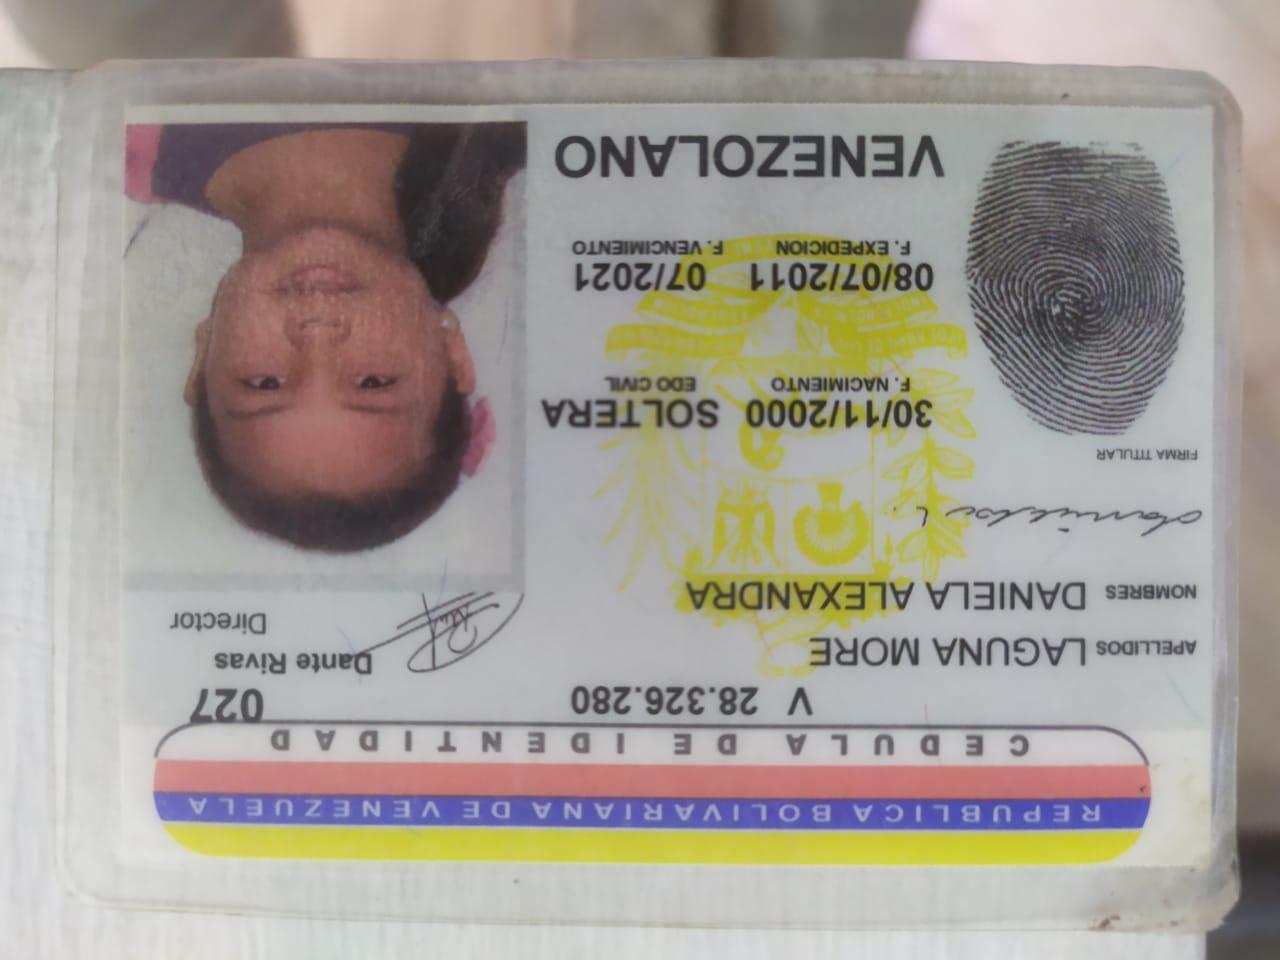 REPUBLICA BOLIVARIANA DE VENEZUELA
CEDULA DE IDENTIDAD
V 28.326.280
027
APELLIDOS LAGUNA MORE
Dante Rivas
Director
NOMBRES DANIELA ALEXANDRA
FIRMA TITULAR
30/11/2000 SOLTERA
F. NACIMIENTO EDO CIVIL
08/07/2011 07/2021
F. EXPEDICION F. VENCIMIENTO
VENEZOLANO